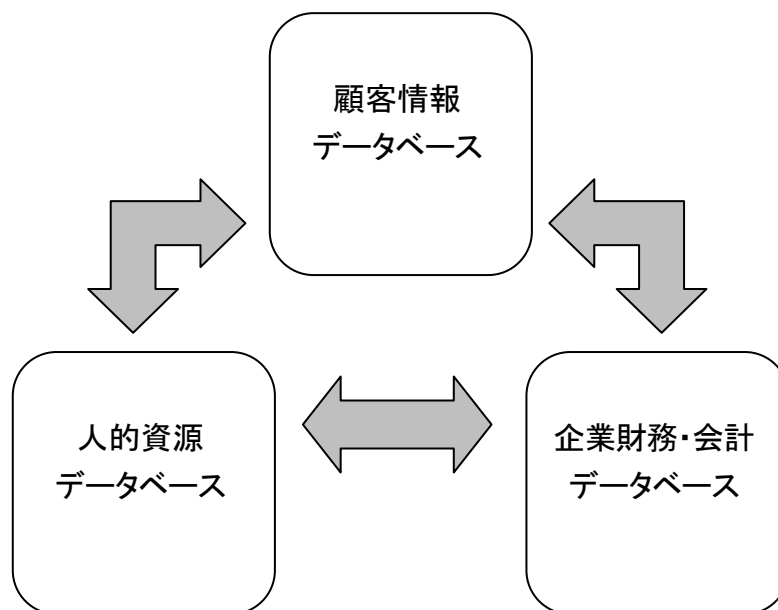 顧客情報
データベース
人的資源
データベース
企業財務・会計
データベース